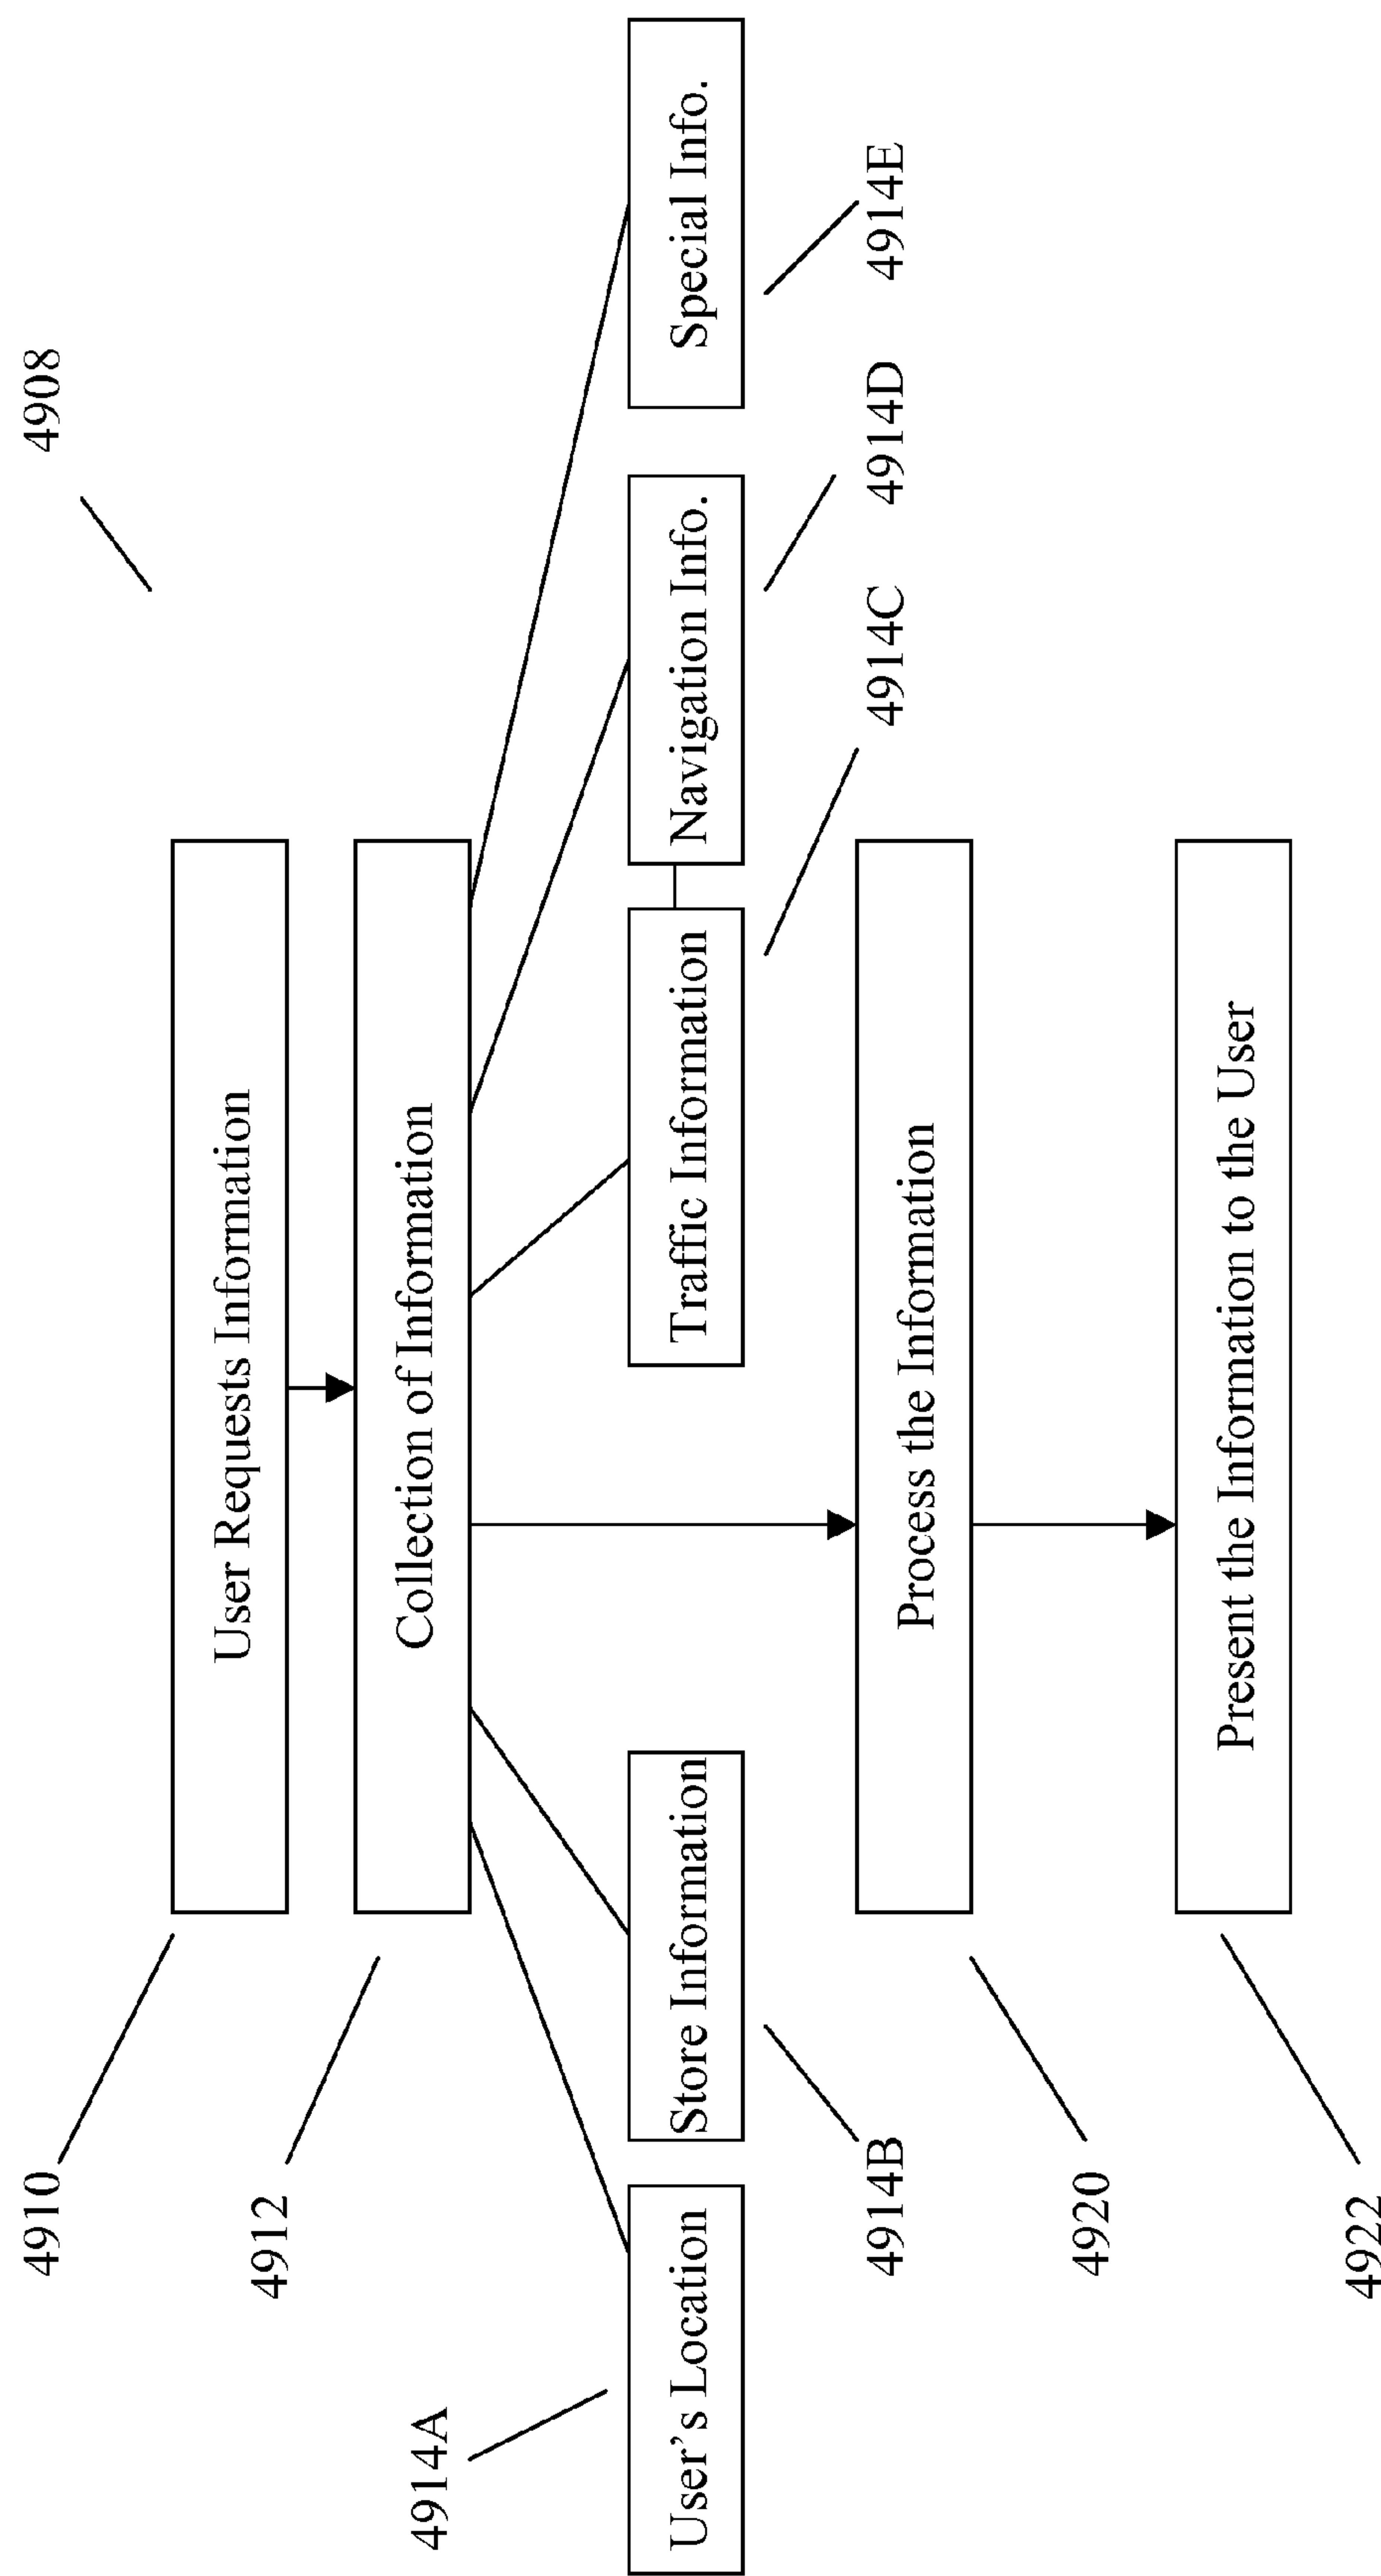 4908
4910
User Requests Information
4912
Collection of Information
4914A
User's Location
Store Information
Traffic Information
Navigation Info.
Special Info.
4914B
4914C
4914D
4914E
Process the Information
4920
Present the Information to the User
4922